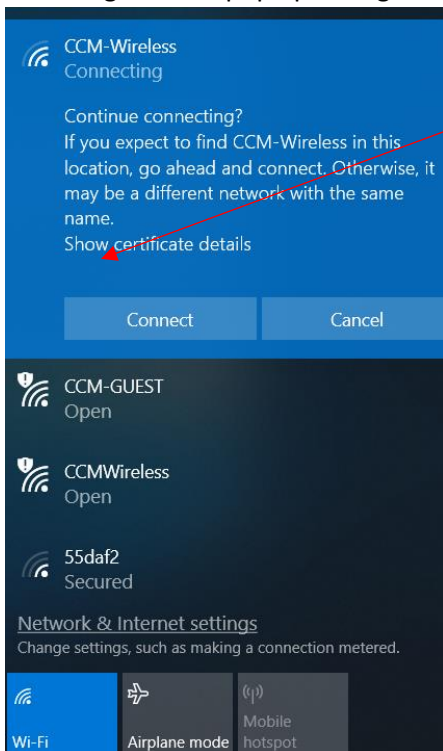 CCM-Wireless
Connecting
Continue connecting?
If you expect to find CCM-Wireless in this
location, go ahead and connect. Otherwise, it
may be a different network with the same
name.
Show certificate details
Connect Cancel
CCM-GUEST
Open
CCMWireless
Open
55daf2
Secured
Network & Internet settings
Change settings, such as making a connection metered.
Mobile
Wi-Fi Airplane mode hotspot